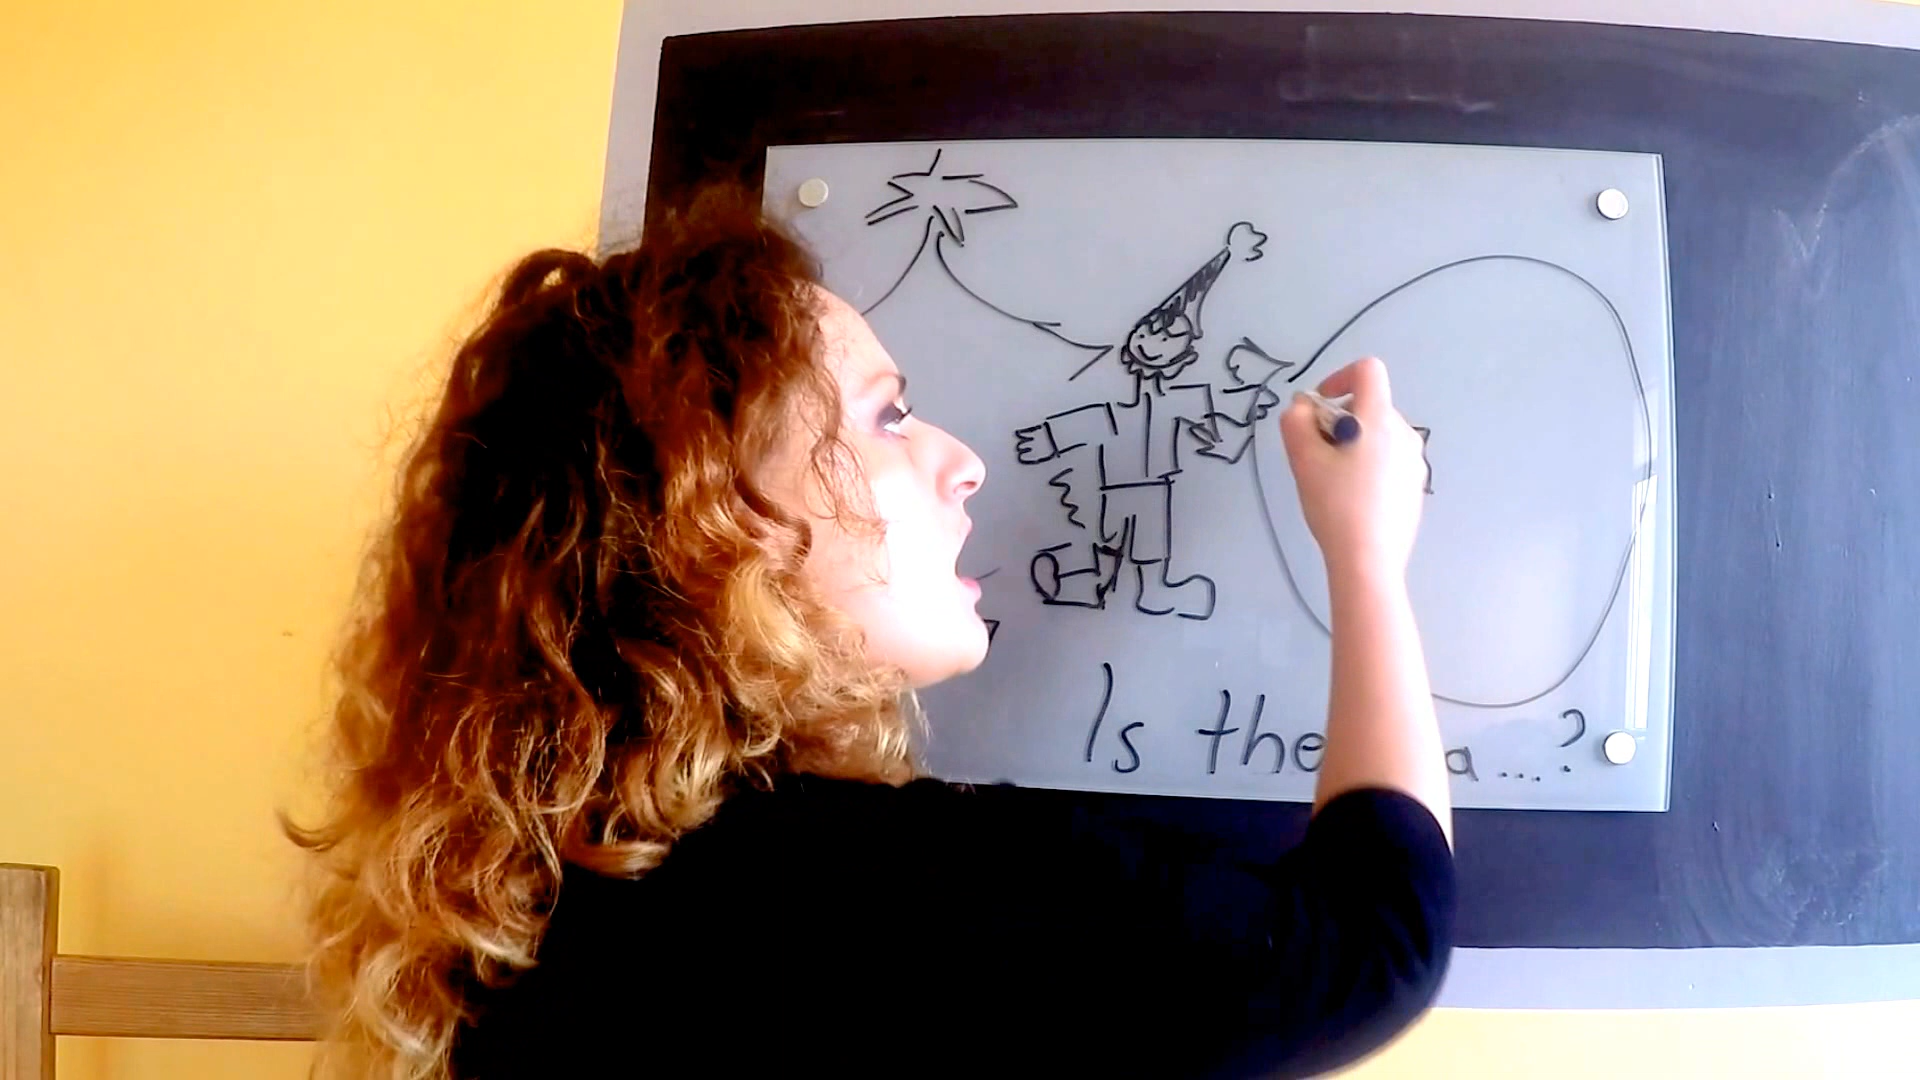 Is the a ....?